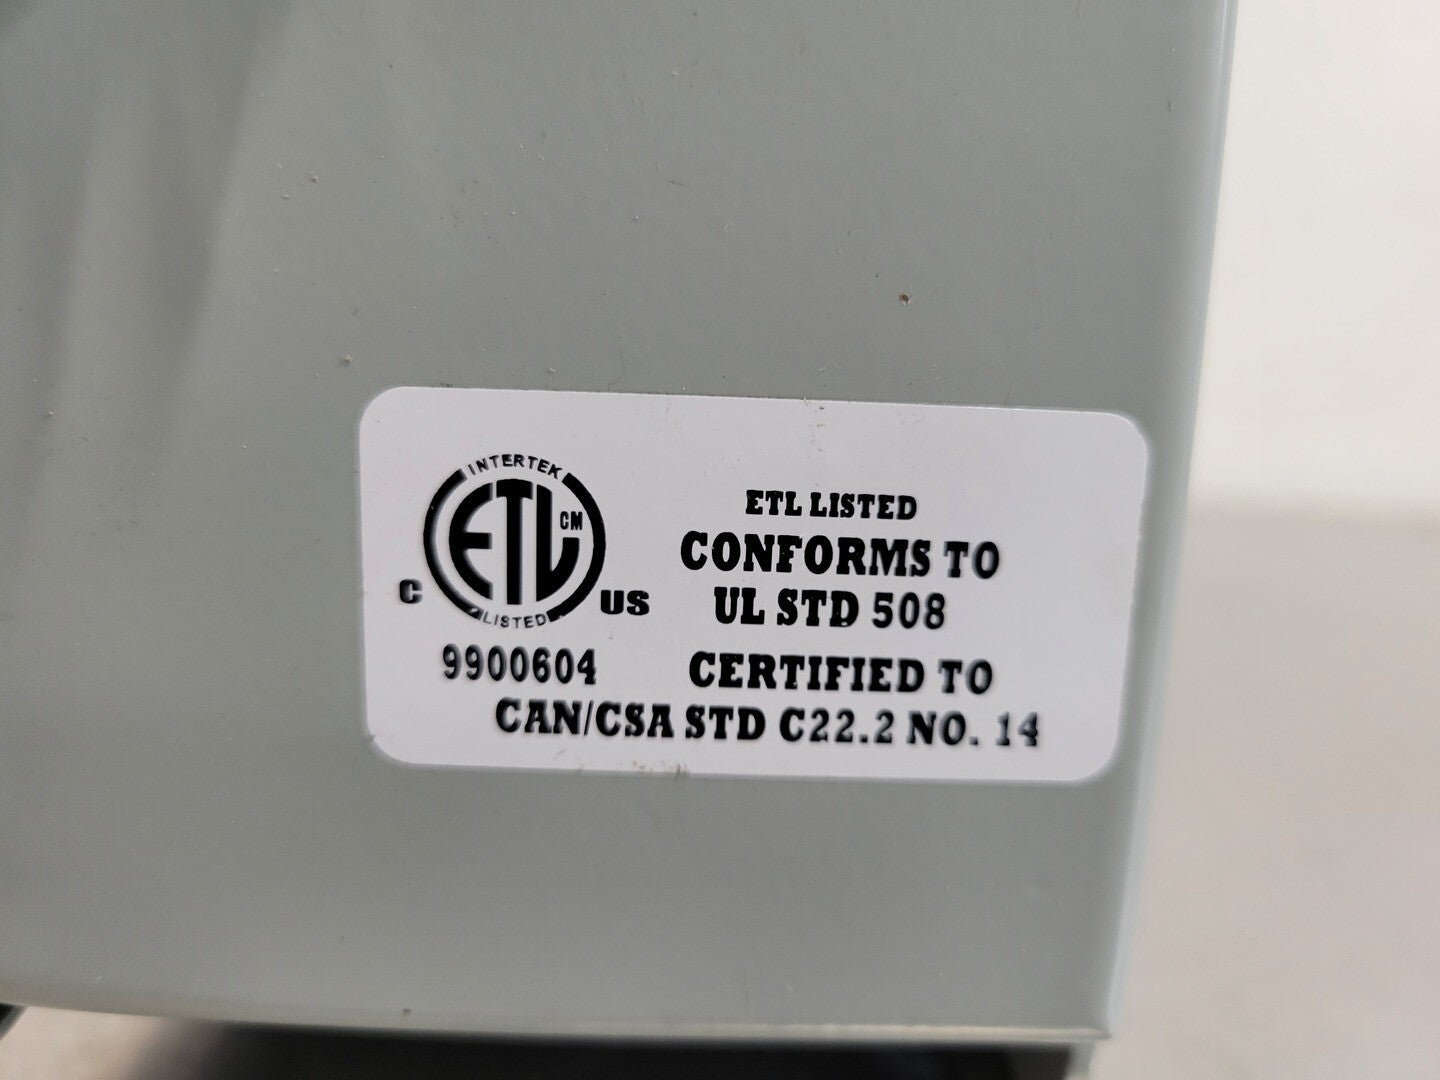 INTERTEK
ETL CM
LISTED
C US
9900604
ETL LISTED
CONFORMS TO
UL STD 508
CERTIFIED TO
CAN/CSA STD C22.2 NO. 14